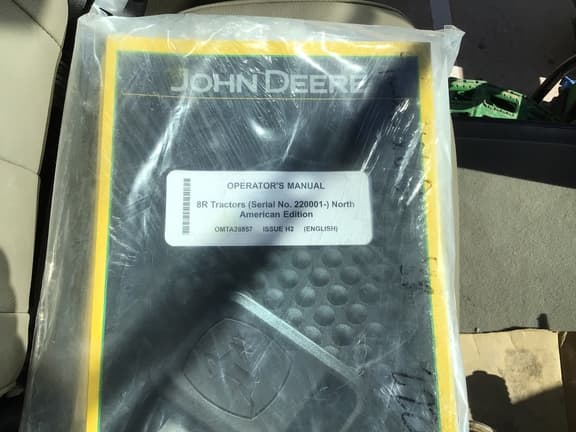 JOHN DEERE
OPERATOR'S MANUAL
8R Tractors (Serial No. 220001-) North
American Edition
ISSUE H2 (ENGLISH)